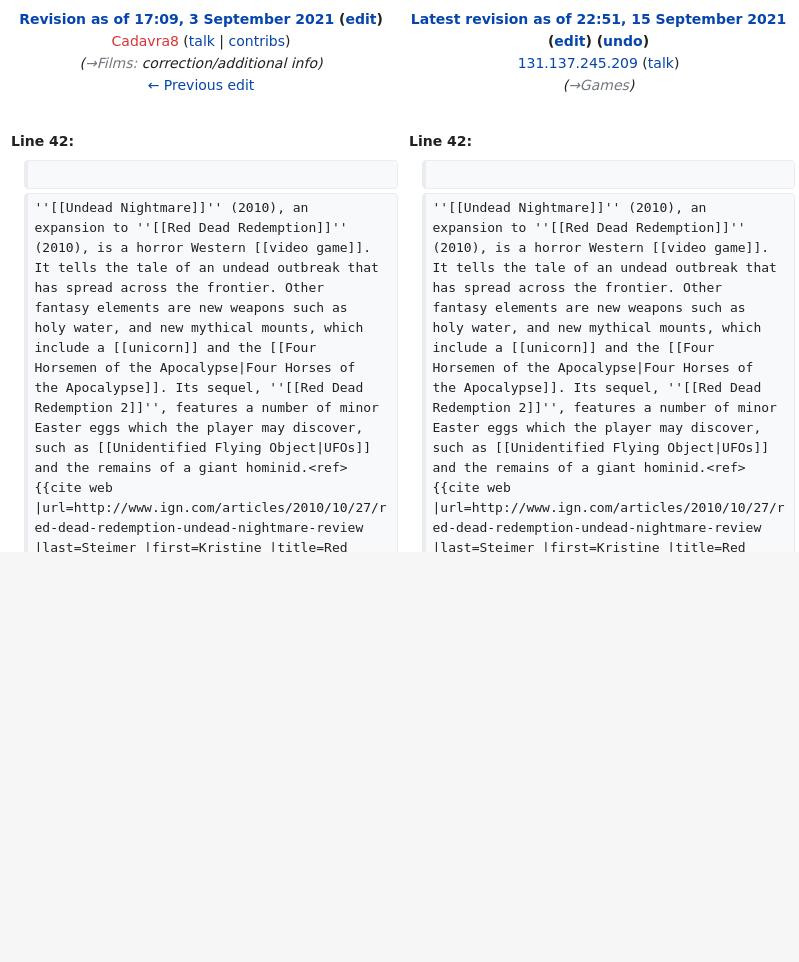 Revision as of 17:09, 3 September 2021 (edit)
Cadavra8 (talk | contribs)
(→Films: correction/additional info)
← Previous edit
Latest revision as of 22:51, 15 September 2021
(edit) (undo)
131.137.245.209 (talk)
(→Games)
Line 42:
''[[Undead Nightmare]]'' (2010), an
expansion to ''[[Red Dead Redemption]]''
(2010), is a horror Western [[video game]].
It tells the tale of an undead outbreak that
has spread across the frontier. Other
fantasy elements are new weapons such as
holy water, and new mythical mounts, which
include a [[unicorn]] and the [[Four
Horsemen of the Apocalypse|Four Horses of
the Apocalypse]]. Its sequel, ''[[Red Dead
Redemption 2]]'', features a number of minor
Easter eggs which the player may discover,
such as [[Unidentified Flying Object|UFOs]]
and the remains of a giant hominid.<ref>
{{cite web
|url=http://www.ign.com/articles/2010/10/27/r
ed-dead-redemption-undead-nightmare-review
|last=Steimer |first=Kristine |title=Red
Line 42:
''[[Undead Nightmare]]'' (2010), an
expansion to ''[[Red Dead Redemption]]''
(2010), is a horror Western [[video game]].
It tells the tale of an undead outbreak that
has spread across the frontier. Other
fantasy elements are new weapons such as
holy water, and new mythical mounts, which
include a [[unicorn]] and the [[Four
Horsemen of the Apocalypse|Four Horses of
the Apocalypse]]. Its sequel, ''[[Red Dead
Redemption 2]]'', features a number of minor
Easter eggs which the player may discover,
such as [[Unidentified Flying Object|UFOs]]
and the remains of a giant hominid.<ref>
{{cite web
|url=http://www.ign.com/articles/2010/10/27/r
ed-dead-redemption-undead-nightmare-review
|last=Steimer |first=Kristine |title=Red